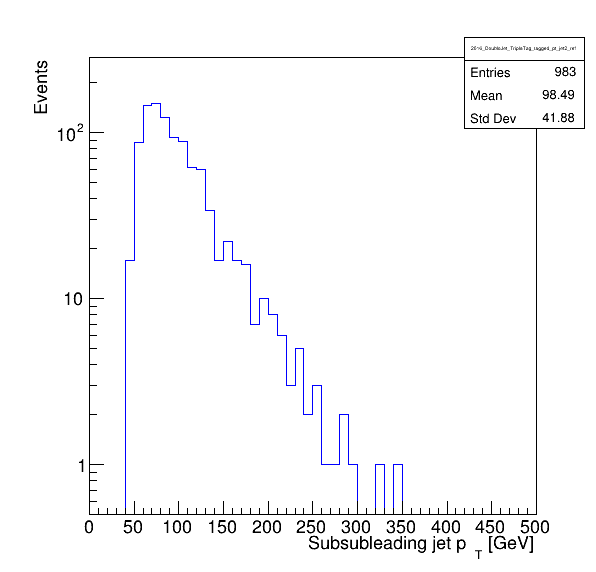 2016_DoubleJet_TripleTag_tagged_pt_jet2_ref
Entries 983
Mean 98.49
Std Dev 41.88
Events
10²
10
1
0 50 100 150 200 250 300 350 400 450 500
Subsubleading jet p_T [GeV]